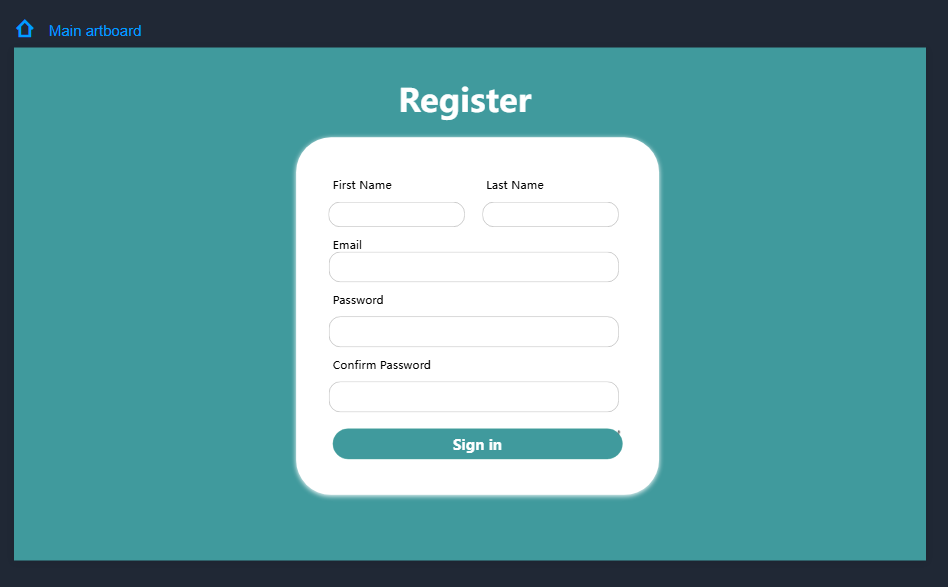 Main artboard
Register
First Name Last Name
Email
Password
Confirm Password
Sign in